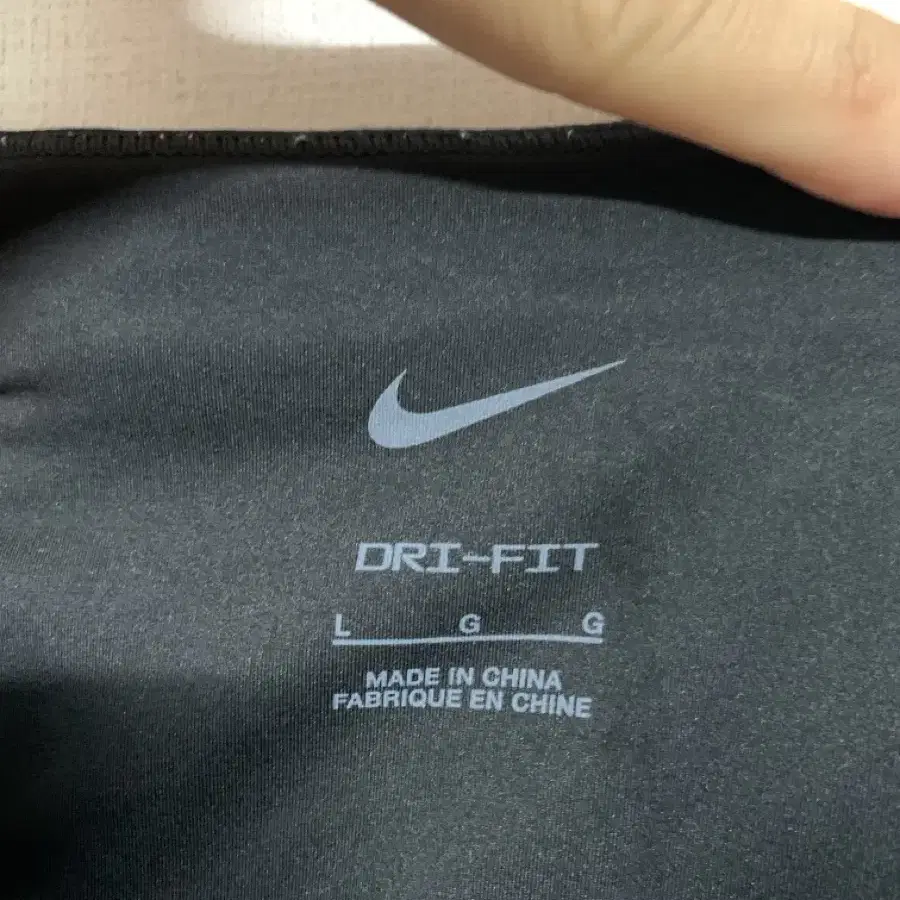 DRI-FIT
L G G
MADE IN CHINA
FABRIQUE EN CHINE